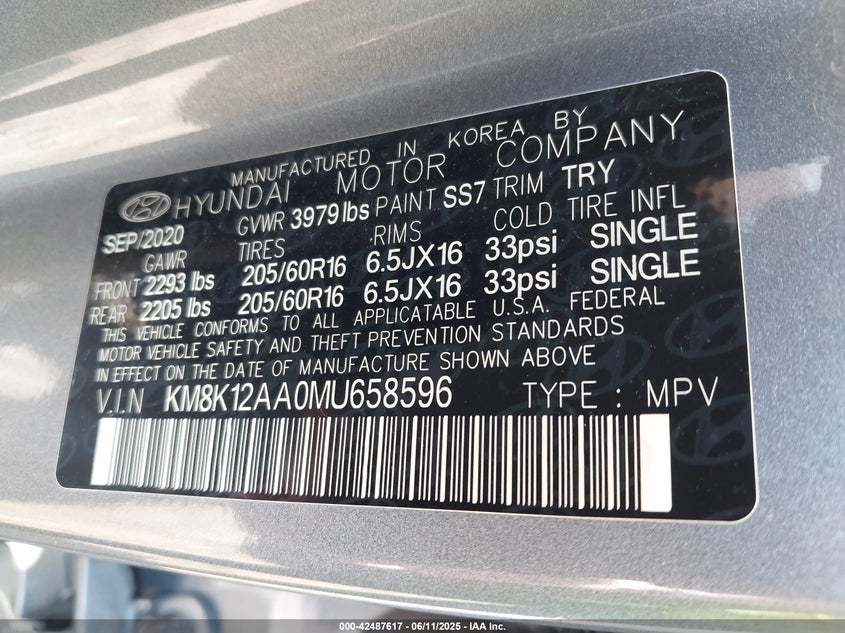 MANUFACTURED IN KOREA BY
HYUNDAI MOTOR COMPANY
SEP/2020 GVWR 3979 lbs PAINT SS7 TRIM TRY
GAWR TIRES RIMS COLD TIRE INFL
FRONT 2293 lbs 205/60R16 6.5JX16 33psi SINGLE
REAR 2205 lbs 205/60R16 6.5JX16 33psi SINGLE
THIS VEHICLE CONFORMS TO ALL APPLICATABLE U.S.A. FEDERAL
MOTOR VEHICLE SAFETY AND THEFT PREVENTION STANDARDS
IN EFFECT ON THE DATE OF MANUFACTURE SHOWN ABOVE
V.I.N KM8K12AA0MU658596 TYPE : MPV
000-42487617 - 06/11/2025 - IAA Inc.